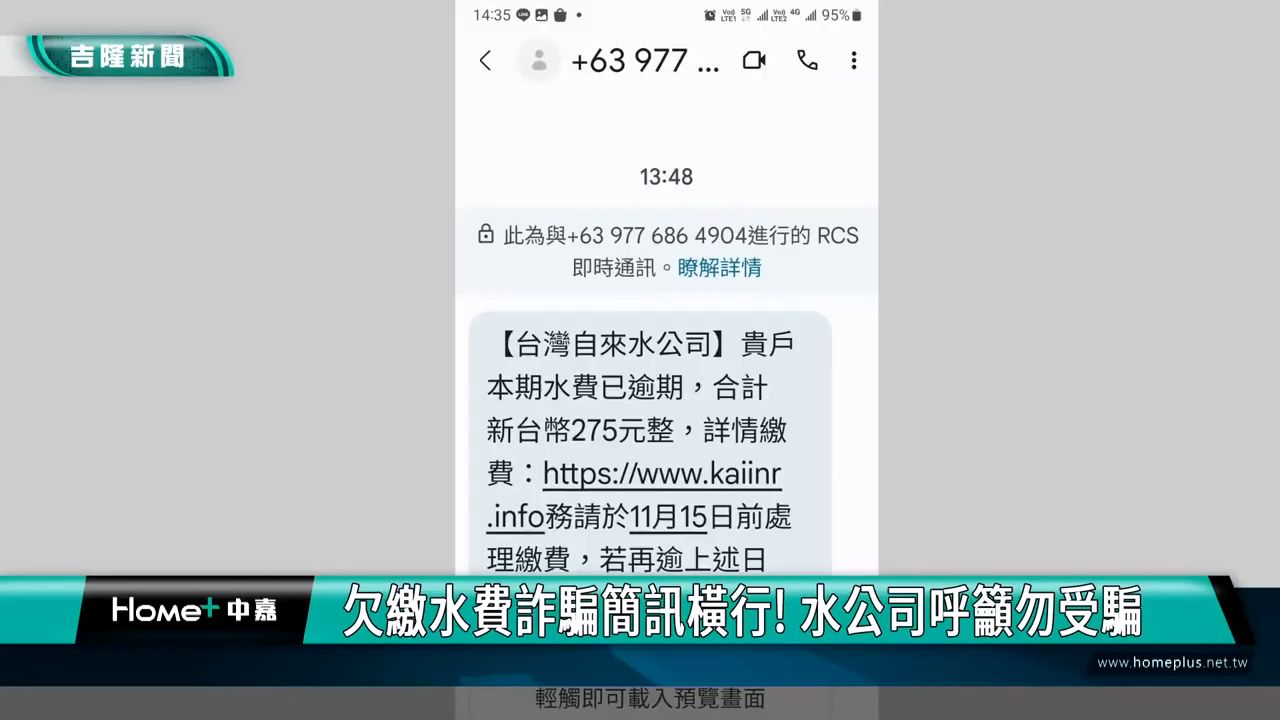 14:35
95%
吉隆新聞
+63 977 ...
13:48
此為與+63 977 686 4904進行的 RCS
即時通訊。瞭解詳情
【台灣自來水公司】貴戶
本期水費已逾期，合計
新台幣275元整，詳情繳
費：https://www.kaiinr
.info務請於11月15日前處
理繳費，若再逾上述日
Home+ 中嘉
欠繳水費詐騙簡訊橫行! 水公司呼籲勿受騙
www.homeplus.net.tw
輕觸即可載入預覽畫面